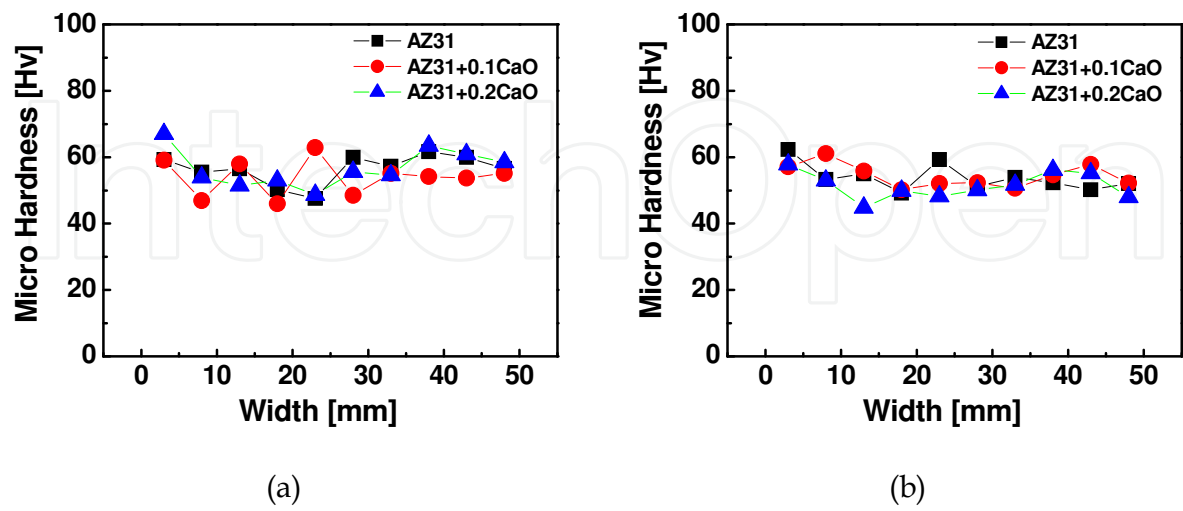 100
80
60
40
20
0
Micro Hardness [Hv]
AZ31
AZ31+0.1CaO
AZ31+0.2CaO
0 10 20 30 40 50
Width [mm]
(a)
100
80
60
40
20
0
Micro Hardness [Hv]
AZ31
AZ31+0.1CaO
AZ31+0.2CaO
0 10 20 30 40 50
Width [mm]
(b)
IntechOpen